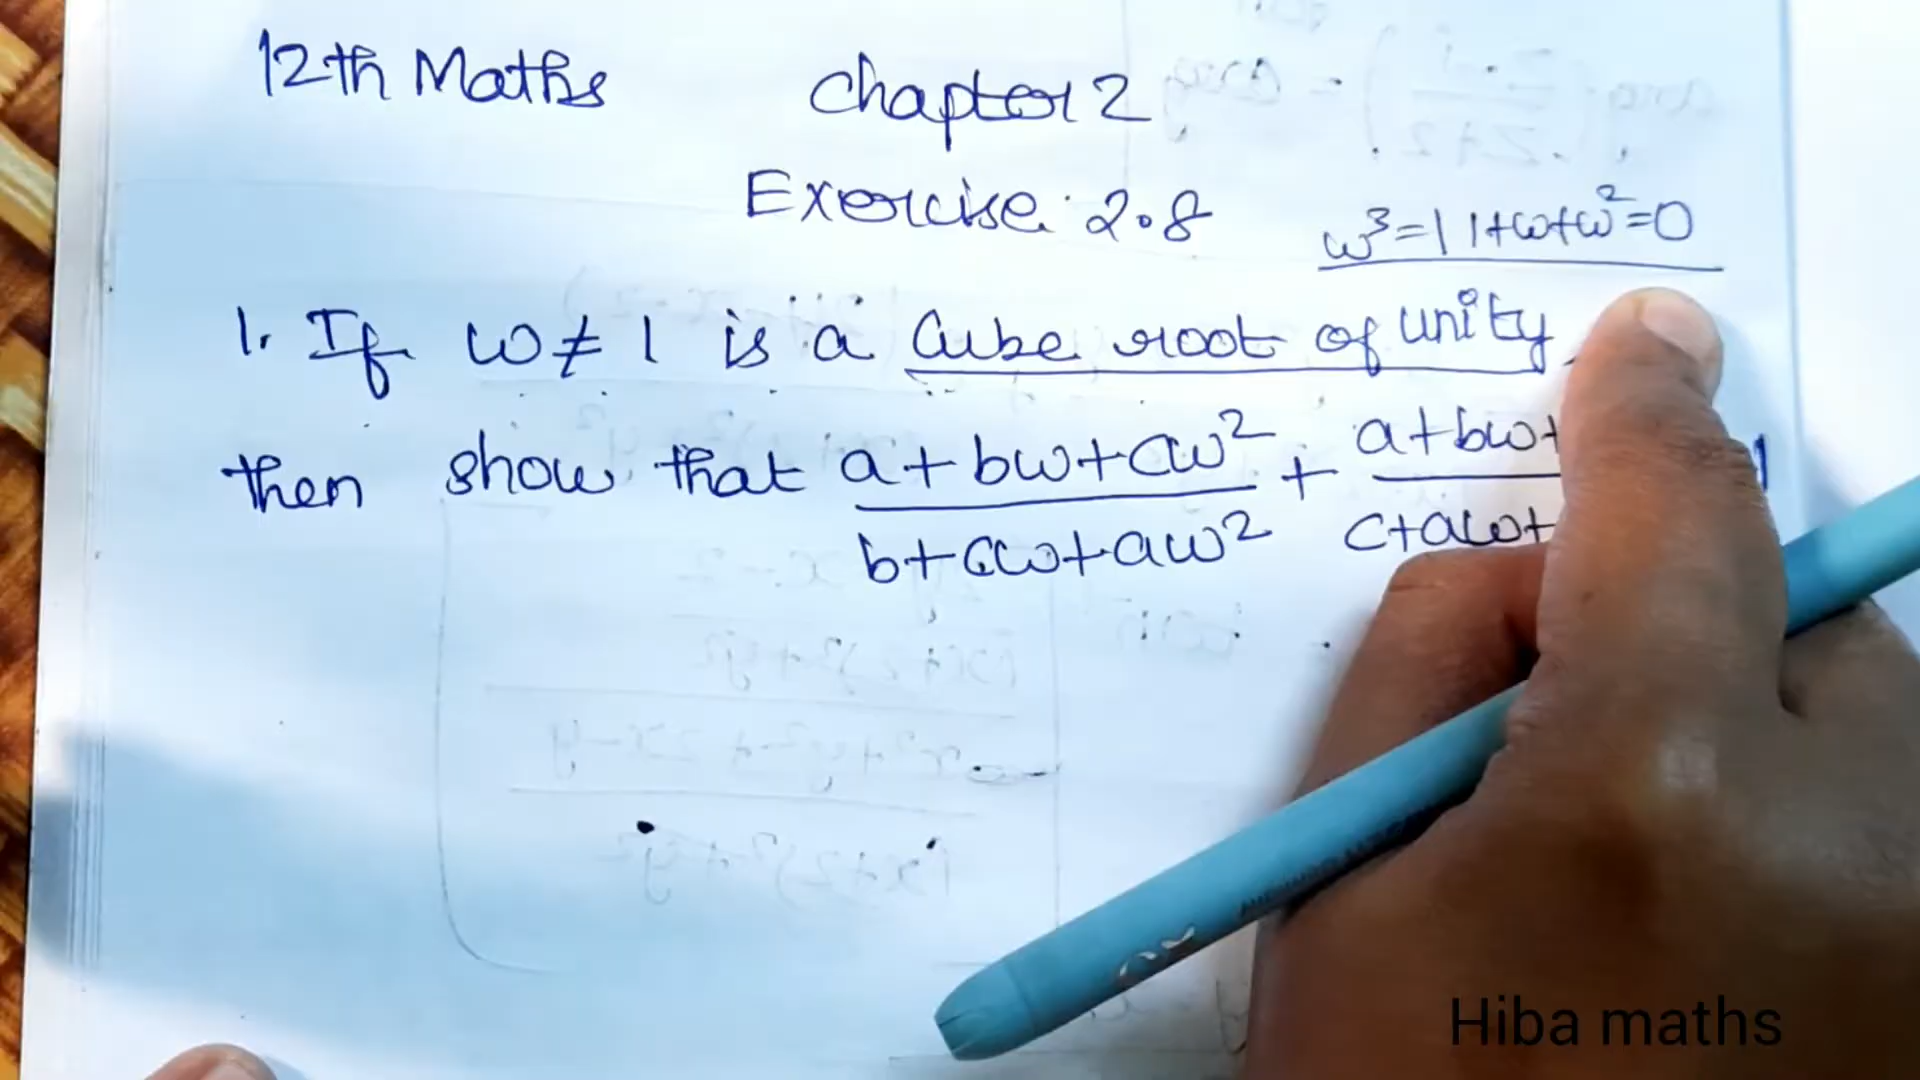 12th Maths Chapter 2
Exercise: 2.8
ω³=1 1+ω+ω²=0
1. If ω≠1 is a Cube root of unity
then show that a+bω+cω² / b+cω+aω² + a+bω+ / c+aω+ 1
Hiba maths